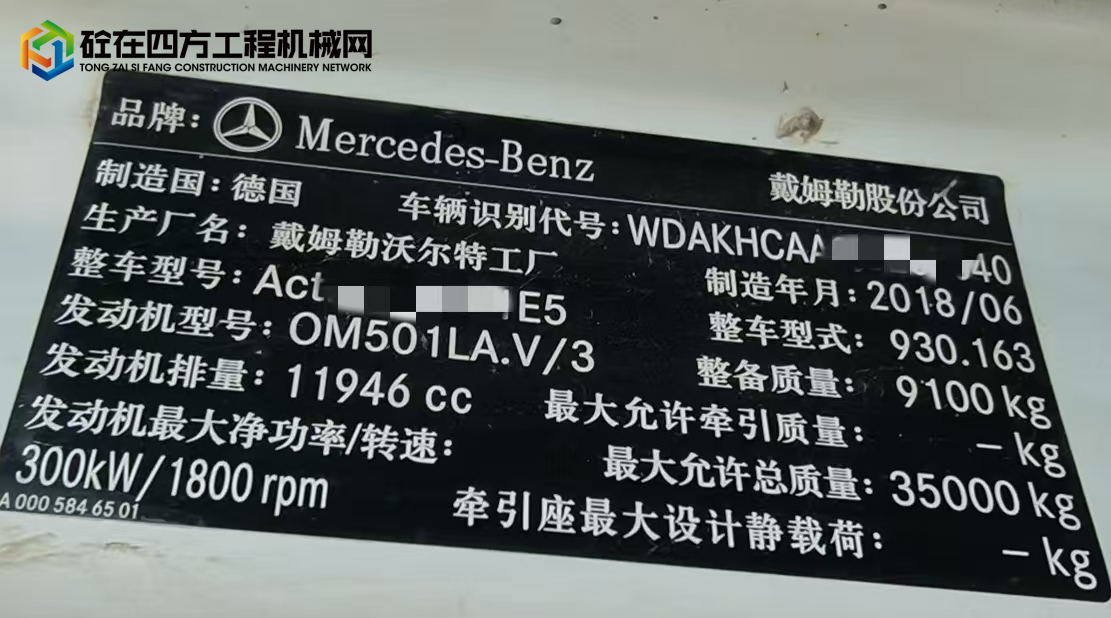 砼在四方工程机械网
TONG ZAI SI FANG CONSTRUCTION MACHINERY NETWORK
品牌: Mercedes-Benz
戴姆勒股份公司
制造国: 德国
车辆识别代号: WDAKHCAA 40
生产厂名: 戴姆勒沃尔特工厂
制造年月: 2018/06
整车型号: Act E5
整车型式: 930.163
发动机型号: OM501LA.V/3
整备质量: 9100 kg
发动机排量: 11946 cc
最大允许牵引质量: – kg
发动机最大净功率/转速:
300kW/1800 rpm
最大允许总质量: 35000 kg
A 000 584 65 01
牵引座最大设计静载荷: – kg